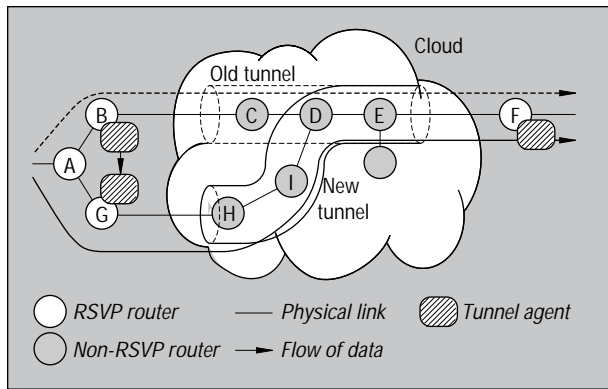 Cloud
Old tunnel
B
C
D
E
F
A
I
New
tunnel
G
H
RSVP router
Physical link
Tunnel agent
Non-RSVP router
Flow of data